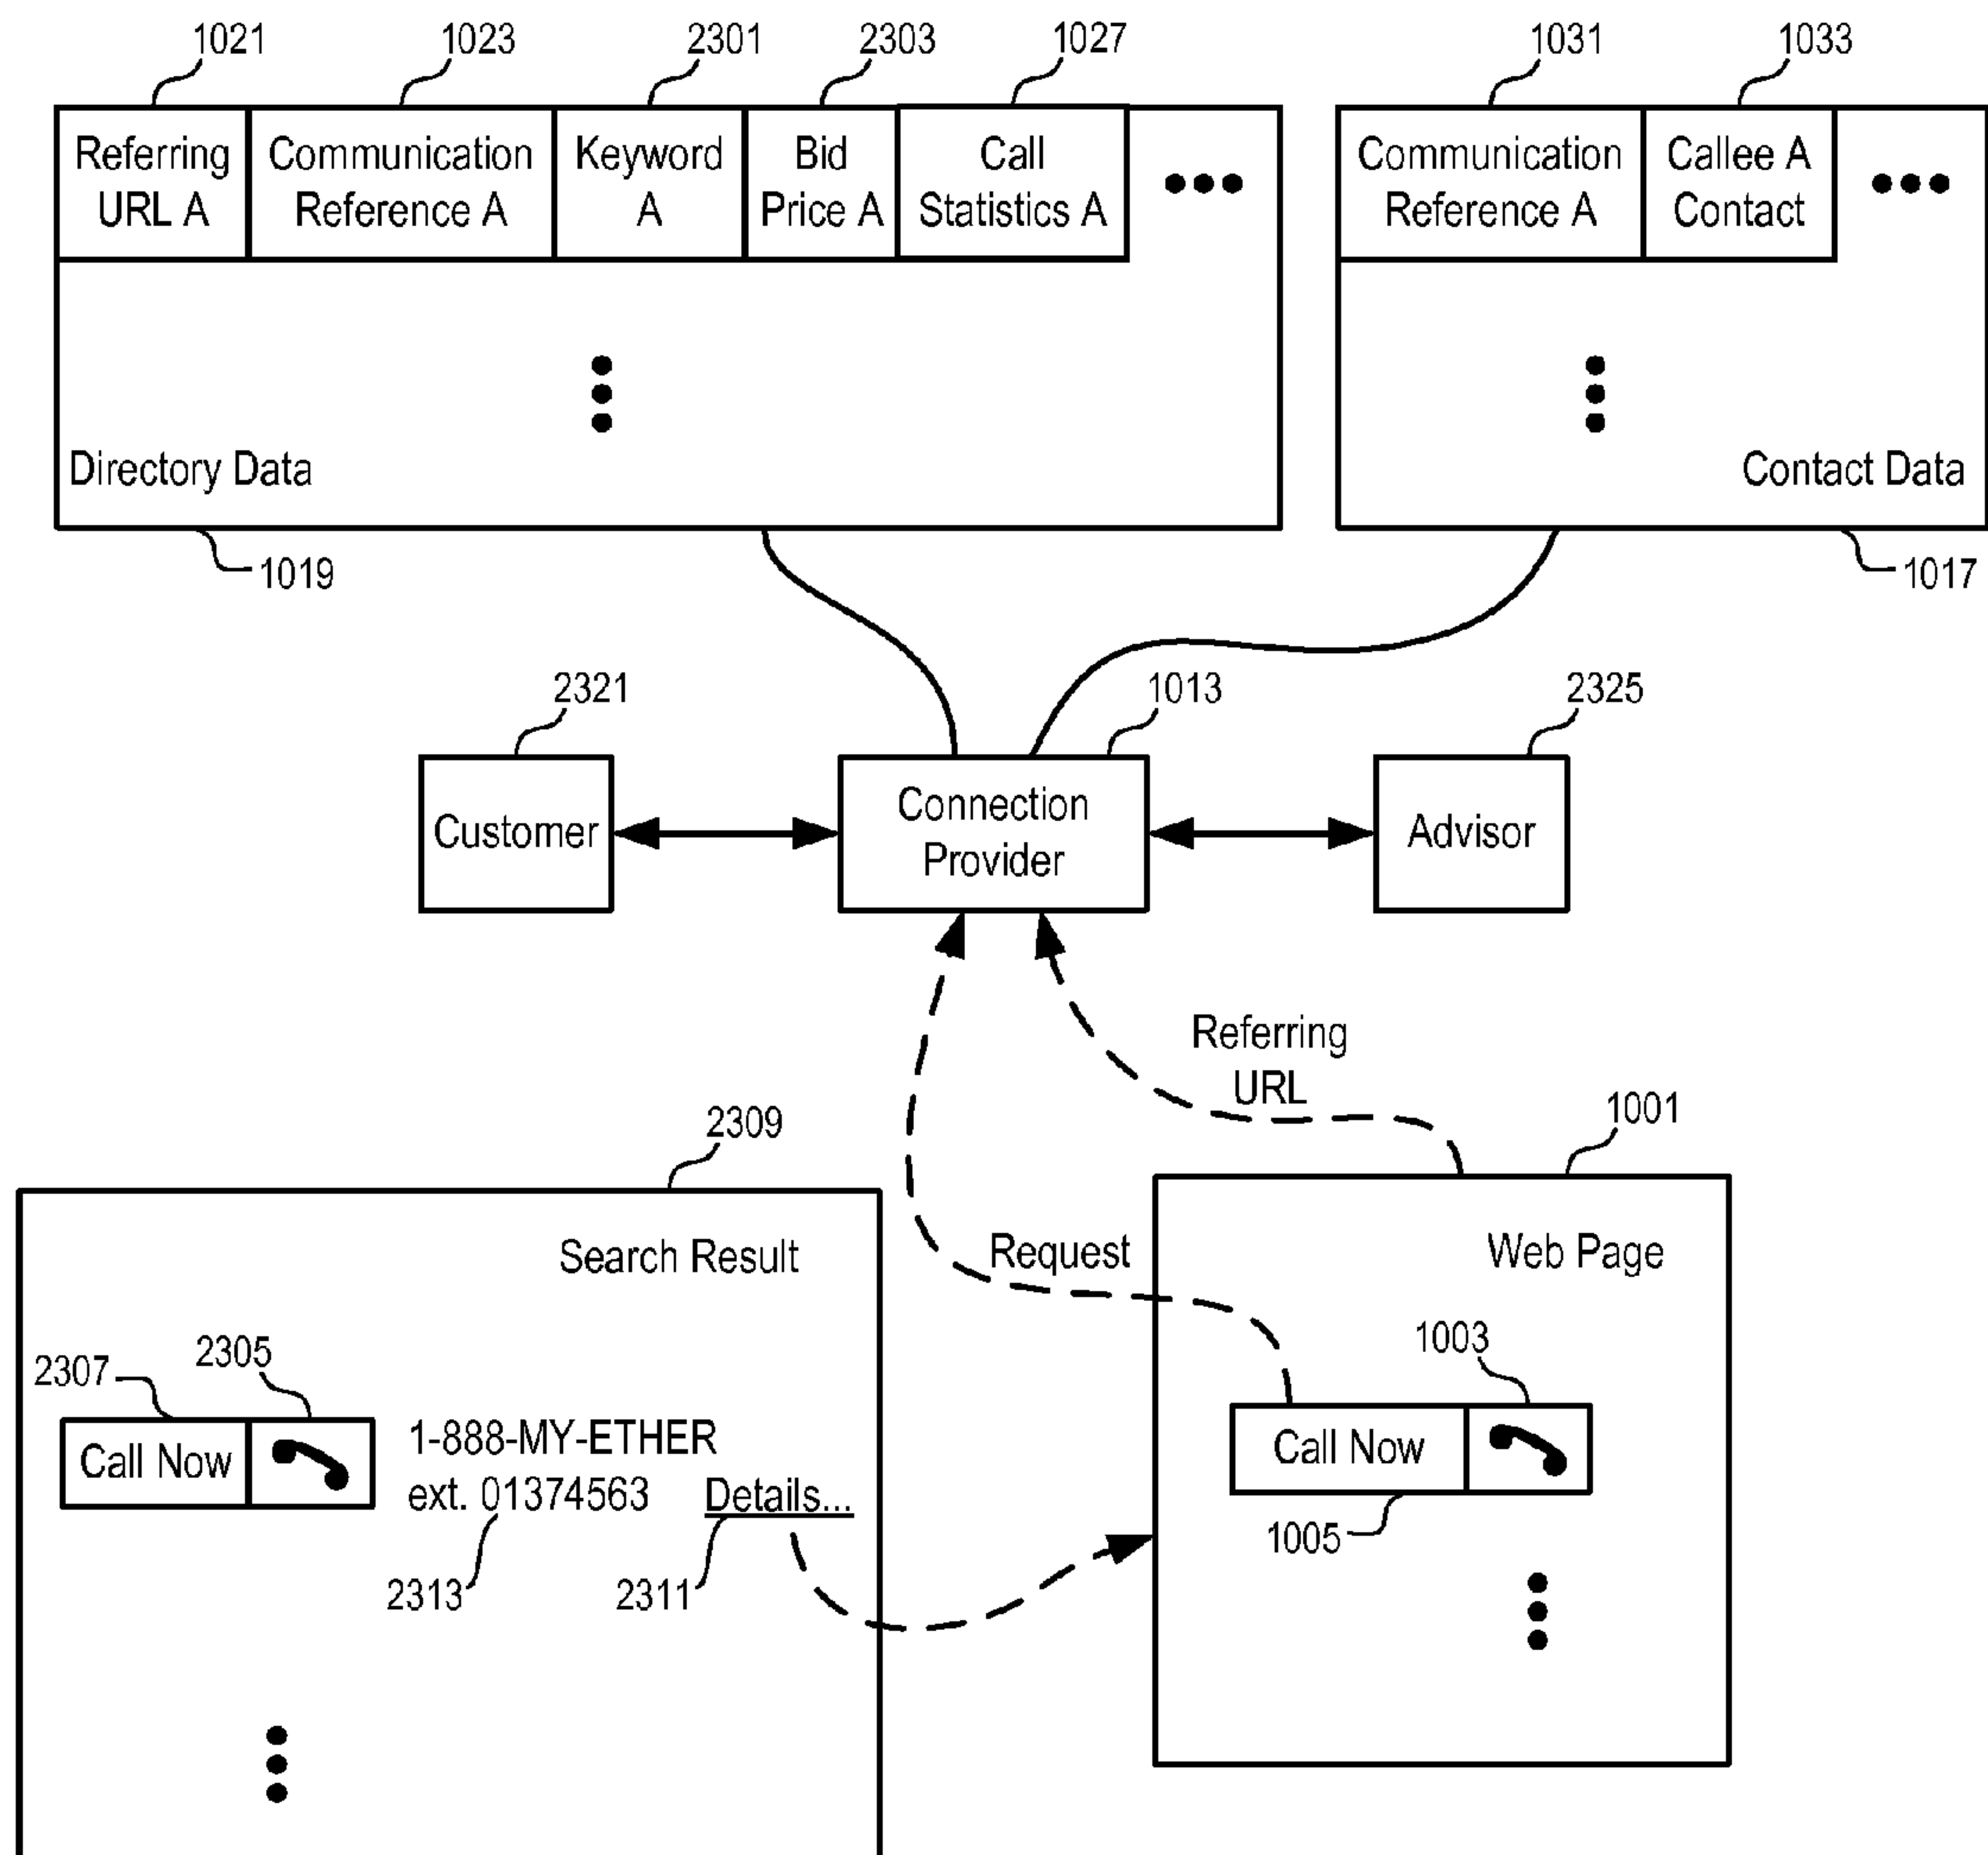 1021
1023
2301
2303
1027
1031
1033
Referring
URL A
Communication
Reference A
Keyword
A
Bid
Price A
Call
Statistics A
Communication
Reference A
Callee A
Contact
Directory Data
Contact Data
1019
1017
2321
1013
2325
Customer
Connection
Provider
Advisor
Referring
URL
2309
1001
Search Result
Request
Web Page
2307
2305
1003
Call Now
1-888-MY-ETHER
ext. 01374563
Details...
Call Now
2313
2311
1005